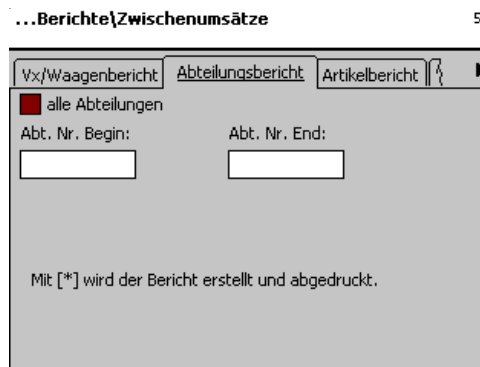 ...Berichte\Zwischenumsätze 5
Vx/Waagenbericht Abteilungsbericht Artikelbericht
alle Abteilungen
Abt. Nr. Begin: Abt. Nr. End:
Mit [*] wird der Bericht erstellt und abgedruckt.